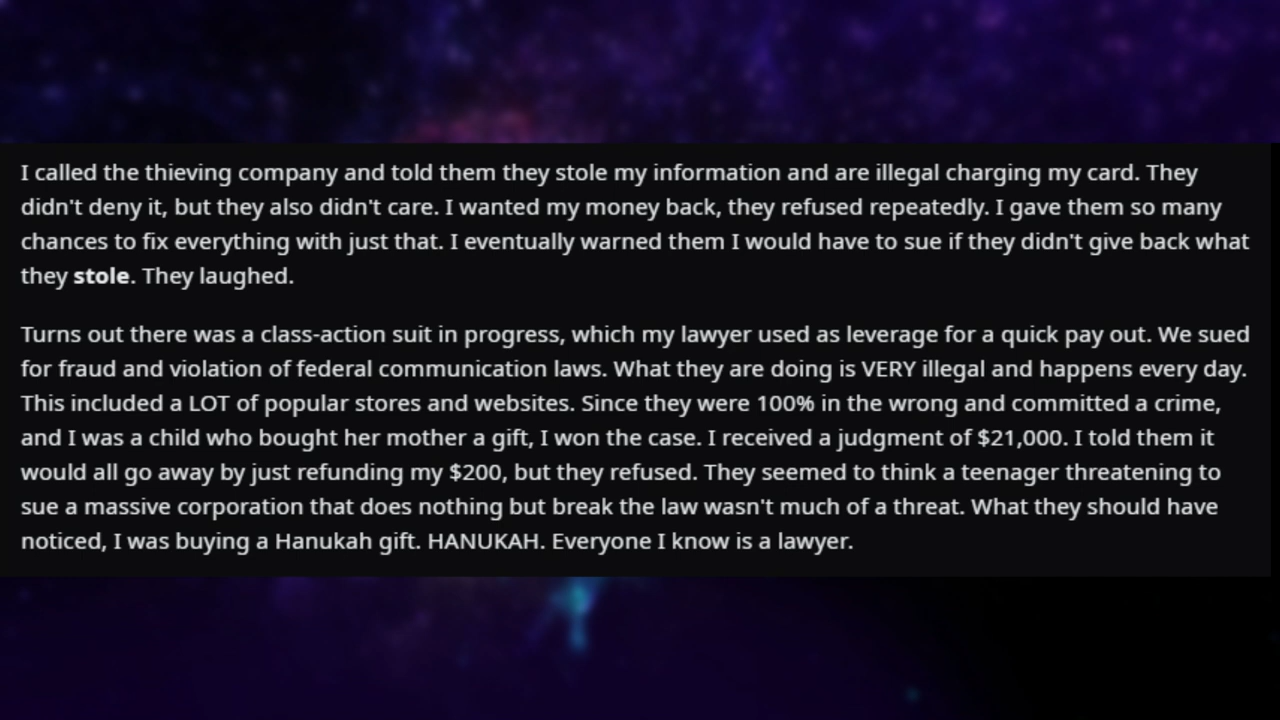 I called the thieving company and told them they stole my information and are illegal charging my card. They
didn't deny it, but they also didn't care. I wanted my money back, they refused repeatedly. I gave them so many
chances to fix everything with just that. I eventually warned them I would have to sue if they didn't give back what
they stole. They laughed.
Turns out there was a class-action suit in progress, which my lawyer used as leverage for a quick pay out. We sued
for fraud and violation of federal communication laws. What they are doing is VERY illegal and happens every day.
This included a LOT of popular stores and websites. Since they were 100% in the wrong and committed a crime,
and I was a child who bought her mother a gift, I won the case. I received a judgment of $21,000. I told them it
would all go away by just refunding my $200, but they refused. They seemed to think a teenager threatening to
sue a massive corporation that does nothing but break the law wasn't much of a threat. What they should have
noticed, I was buying a Hanukah gift. HANUKAH. Everyone I know is a lawyer.